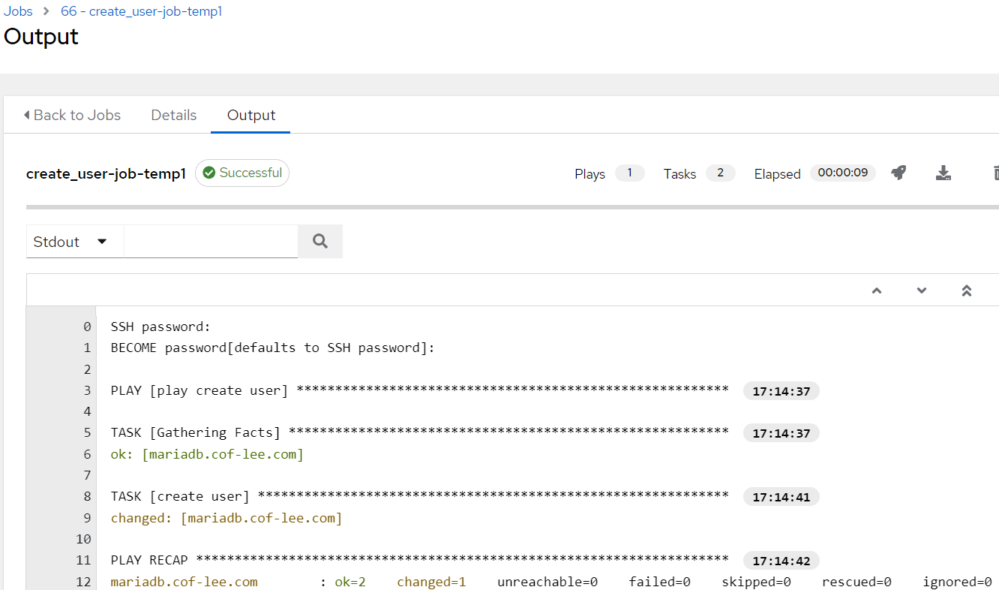 Jobs > 66 - create_user-job-temp1
Output
Back to Jobs Details Output
create_user-job-temp1 Successful Plays 1 Tasks 2 Elapsed 00:00:09
Stdout
0 SSH password:
1 BECOME password[defaults to SSH password]:
2
3 PLAY [play create user] ******************************************************** 17:14:37
4
5 TASK [Gathering Facts] ********************************************************* 17:14:37
6 ok: [mariadb.cof-lee.com]
7
8 TASK [create user] ************************************************************* 17:14:41
9 changed: [mariadb.cof-lee.com]
10
11 PLAY RECAP ********************************************************************* 17:14:42
12 mariadb.cof-lee.com : ok=2 changed=1 unreachable=0 failed=0 skipped=0 rescued=0 ignored=0